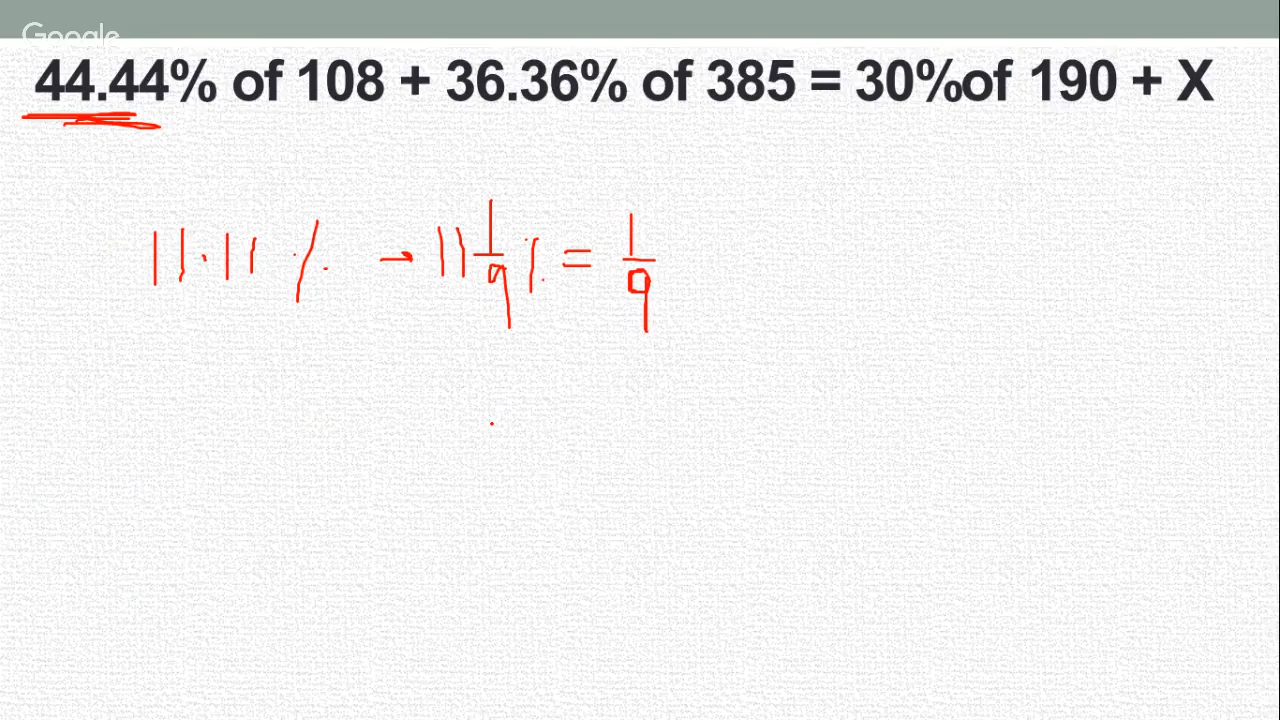 Google
44.44% of 108 + 36.36% of 385 = 30%of 190 + X
11.11 % → 11 1/9 % = 1/9